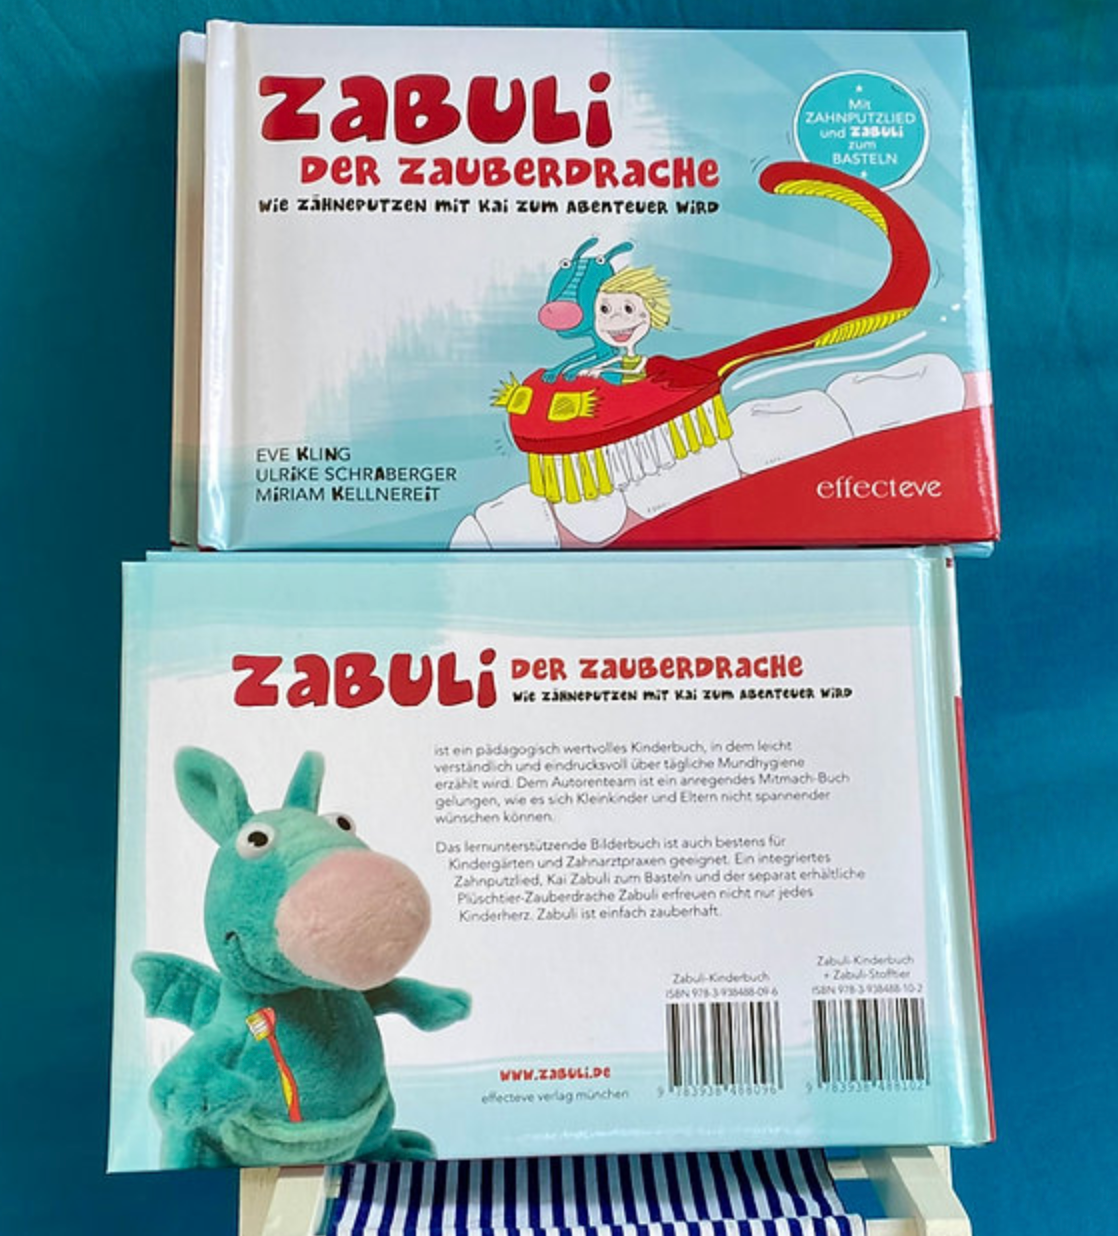 ZABULi
DER ZAUBERDRACHE
WiE ZÄHNEPUTZEN MiT KAi ZUM ABENTEUER WiRD
Mit
ZAHNPUTZLIED
und ZABULi
zum
BASTELN
EVE KLING
ULRiKE SCHRABERGER
MiRIAM KELLNEREiT
effecteve
ZABULi DER ZAUBERDRACHE
WiE ZÄHNEPUTZEN MiT KAi ZUM ABENTEUER WiRD
ist ein pädagogisch wertvolles Kinderbuch, in dem leicht
verständlich und eindrucksvoll über tägliche Mundhygiene
erzählt wird. Dem Autorenteam ist ein anregendes Mitmach-Buch
gelungen, wie es sich Kleinkinder und Eltern nicht spannender
wünschen können.
Das lernunterstützende Bilderbuch ist auch bestens für
Kindergärten und Zahnarztpraxen geeignet. Ein integriertes
Zahnputzlied, Kai Zabuli zum Basteln und der separat erhältliche
Plüschtier-Zauberdrache Zabuli erfreuen nicht nur jedes
Kinderherz. Zabuli ist einfach zauberhaft.
Zabuli-Kinderbuch
ISBN 978-3-938488-09-6
9 783938 488096
Zabuli-Kinderbuch
+ Zabuli-Stofftier
ISBN 978-3-938488-10-2
9 783938 488102
WWW.ZABULi.DE
effecteve verlag münchen